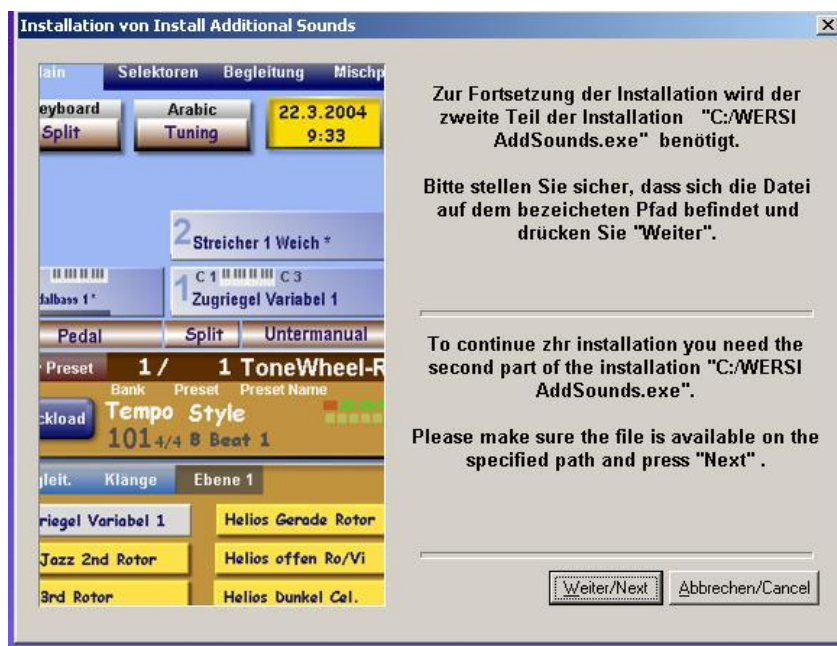 Installation von Install Additional Sounds
ain Selektoren Begleitung Mischp
eyboard Split
Arabic Tuning
22.3.2004
9:33
2 Streicher 1 Weich *
C 1 C 3
1 Zugriegel Variabel 1
dalbass 1 *
Pedal Split Untermanual
Preset 1 / 1 ToneWheel-R
Bank Preset Preset Name
ckload Tempo Style
101 4/4 8 Beat 1
gleit. Klänge Ebene 1
riegel Variabel 1 Helios Gerade Rotor
Jazz 2nd Rotor Helios offen Ro/Vi
3rd Rotor Helios Dunkel Cel.
Zur Fortsetzung der Installation wird der
zweite Teil der Installation "C:/WERSI
AddSounds.exe" benötigt.
Bitte stellen Sie sicher, dass sich die Datei
auf dem bezeicheten Pfad befindet und
drücken Sie "Weiter".
To continue zhr installation you need the
second part of the installation "C:/WERSI
AddSounds.exe".
Please make sure the file is available on the
specified path and press "Next" .
Weiter/Next Abbrechen/Cancel